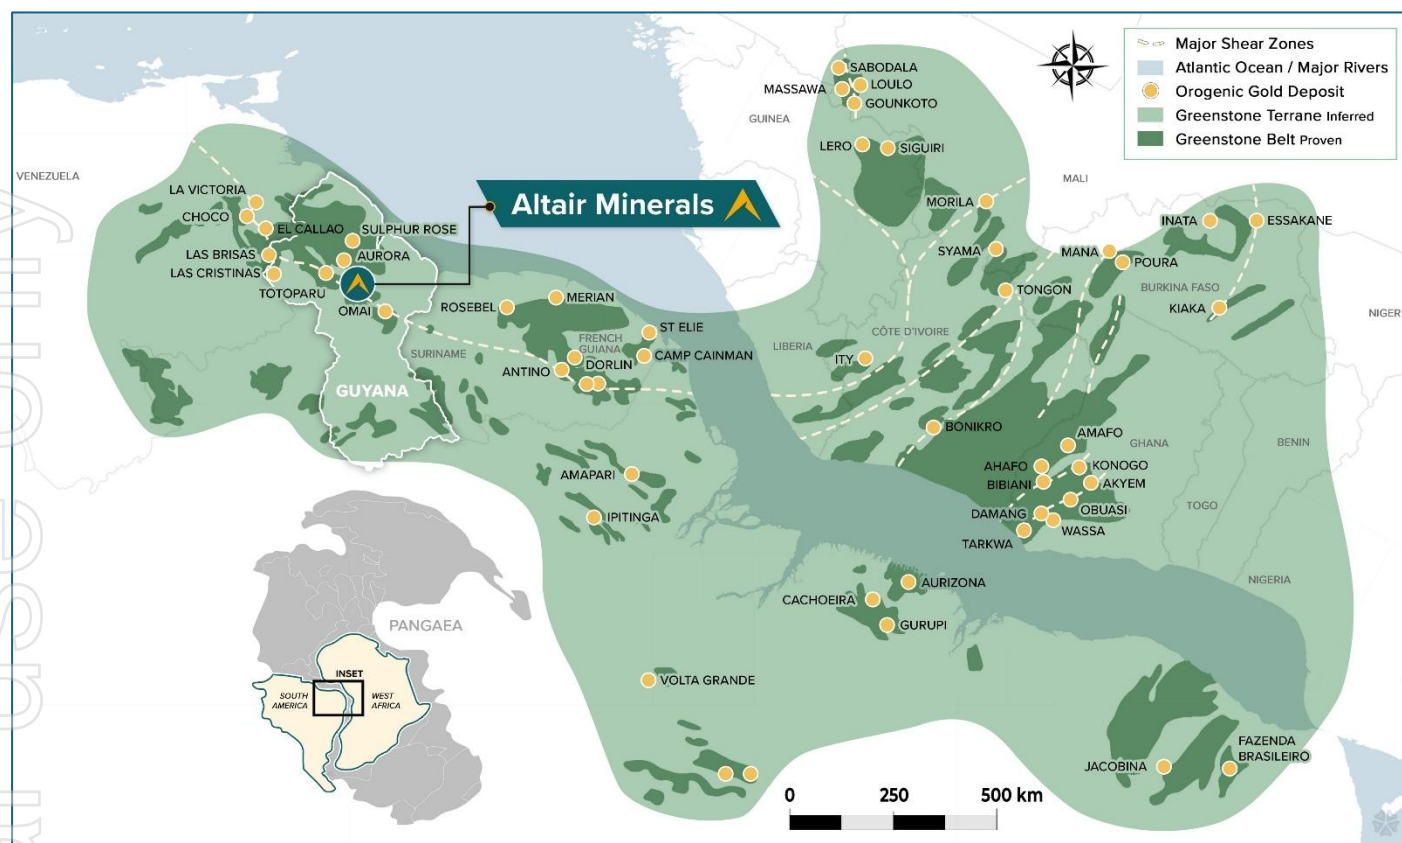 Major Shear Zones
Atlantic Ocean / Major Rivers
Orogenic Gold Deposit
Greenstone Terrane Inferred
Greenstone Belt Proven
SABODALA
LOULO
MASSAWA
GOUNKOTO
GUINEA
LERO
SIGUIRI
VENEZUELA
MALI
LA VICTORIA
CHOCO
EL CALLAO
SULPHUR ROSE
Altair Minerals
MORILA
INATA
ESSAKANE
LAS BRISAS
AURORA
LAS CRISTINAS
TOTOPARU
SYAMA
MANA
POURA
OMAI
ROSEBEL
MERIAN
TONGON
BURKINA FASO
KIAKA
NIGER
ST ELIE
CÔTE D'IVOIRE
LIBERIA
FRENCH
GUIANA
SURINAME
CAMP CAINMAN
ITY
ANTINO
DORLIN
GUYANA
BONIKRO
AMAFO
GHANA
BENIN
AHAFO
KONOGO
BIBIANI
AKYEM
AMAPARI
IPITINGA
DAMANG
OBUASI
WASSA
TOGO
TARKWA
NIGERIA
AURIZONA
CACHOEIRA
GURUPI
PANGAEA
INSET
SOUTH
AMERICA
WEST
AFRICA
VOLTA GRANDE
JACOBINA
FAZENDA
BRASILEIRO
0 250 500 km